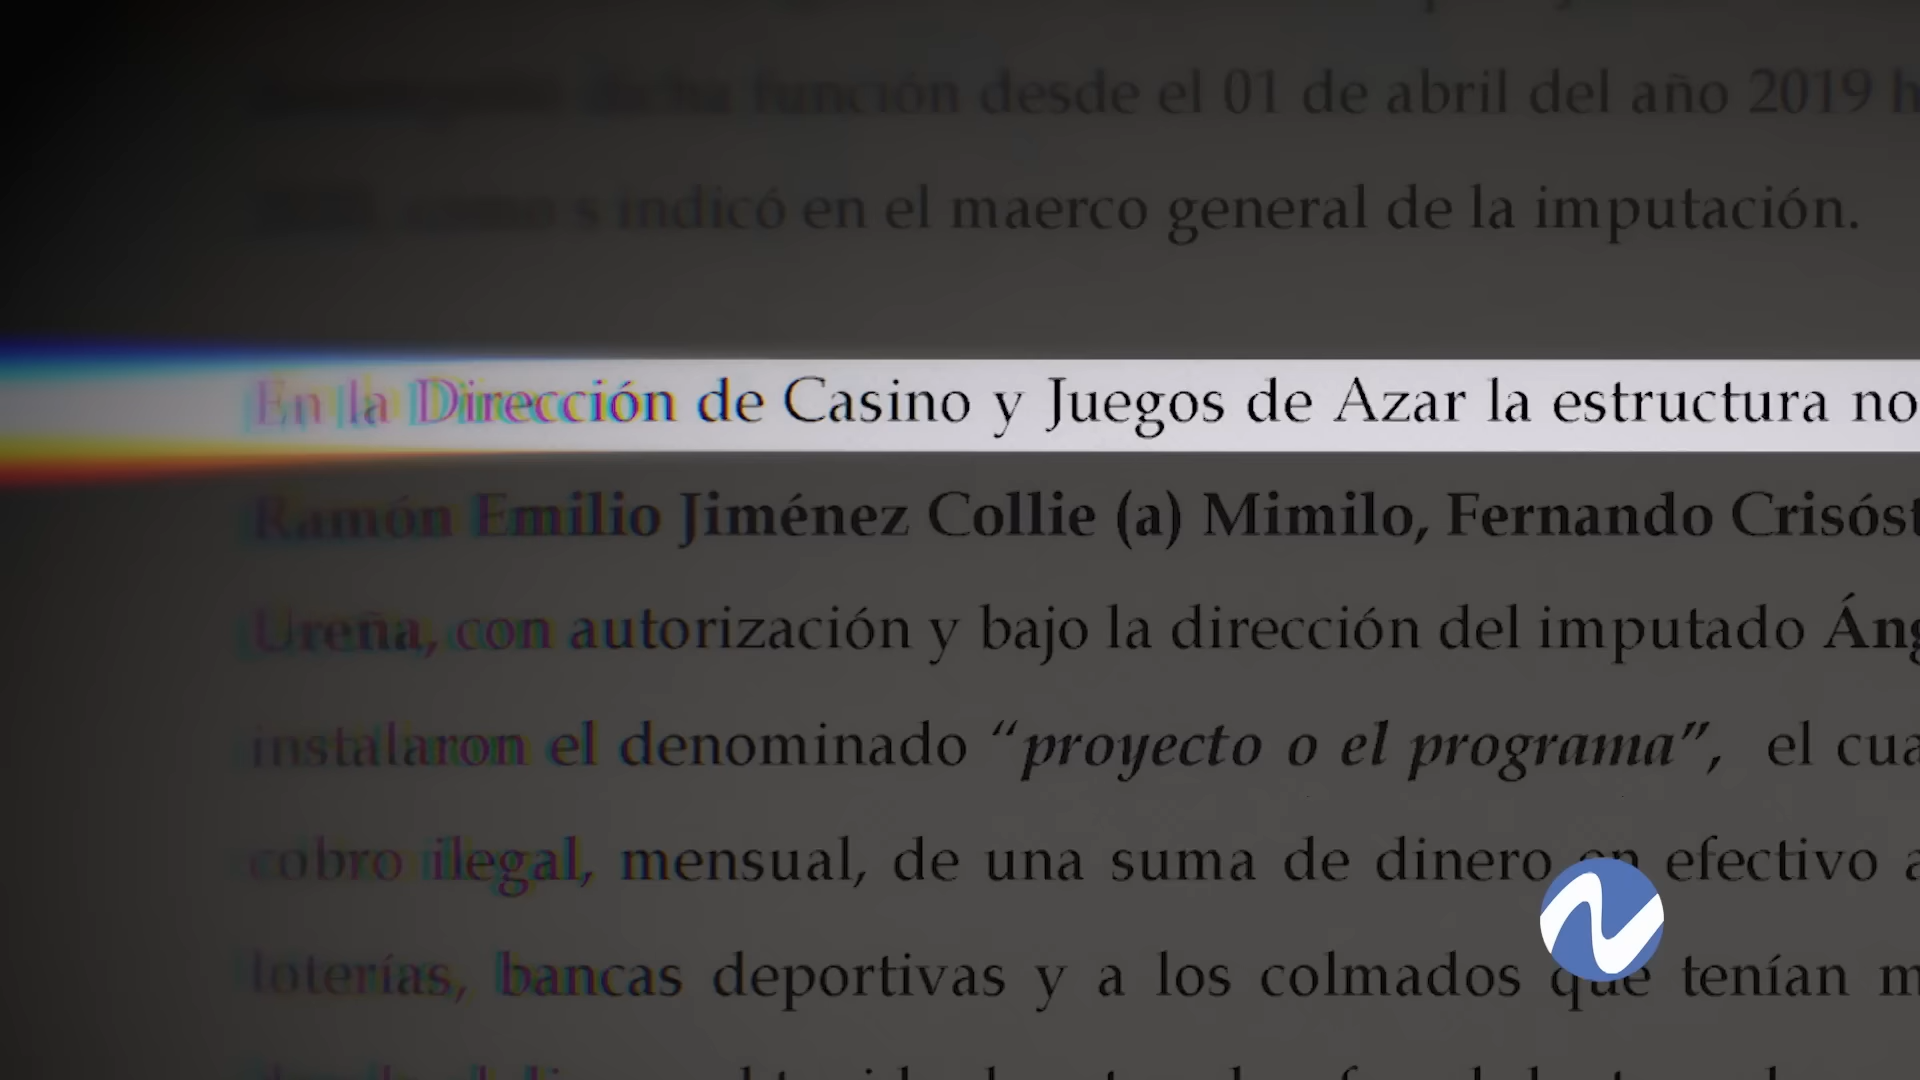 dicha función desde el 01 de abril del año 2019 h
como s indicó en el maerco general de la imputación.
En la Dirección de Casino y Juegos de Azar la estructura no
Ramón Emilio Jiménez Collie (a) Mimilo, Fernando Crisóst
Ureña, con autorización y bajo la dirección del imputado Áng
instalaron el denominado “proyecto o el programa”, el cua
cobro ilegal, mensual, de una suma de dinero en efectivo a
loterías, bancas deportivas y a los colmados que tenían m